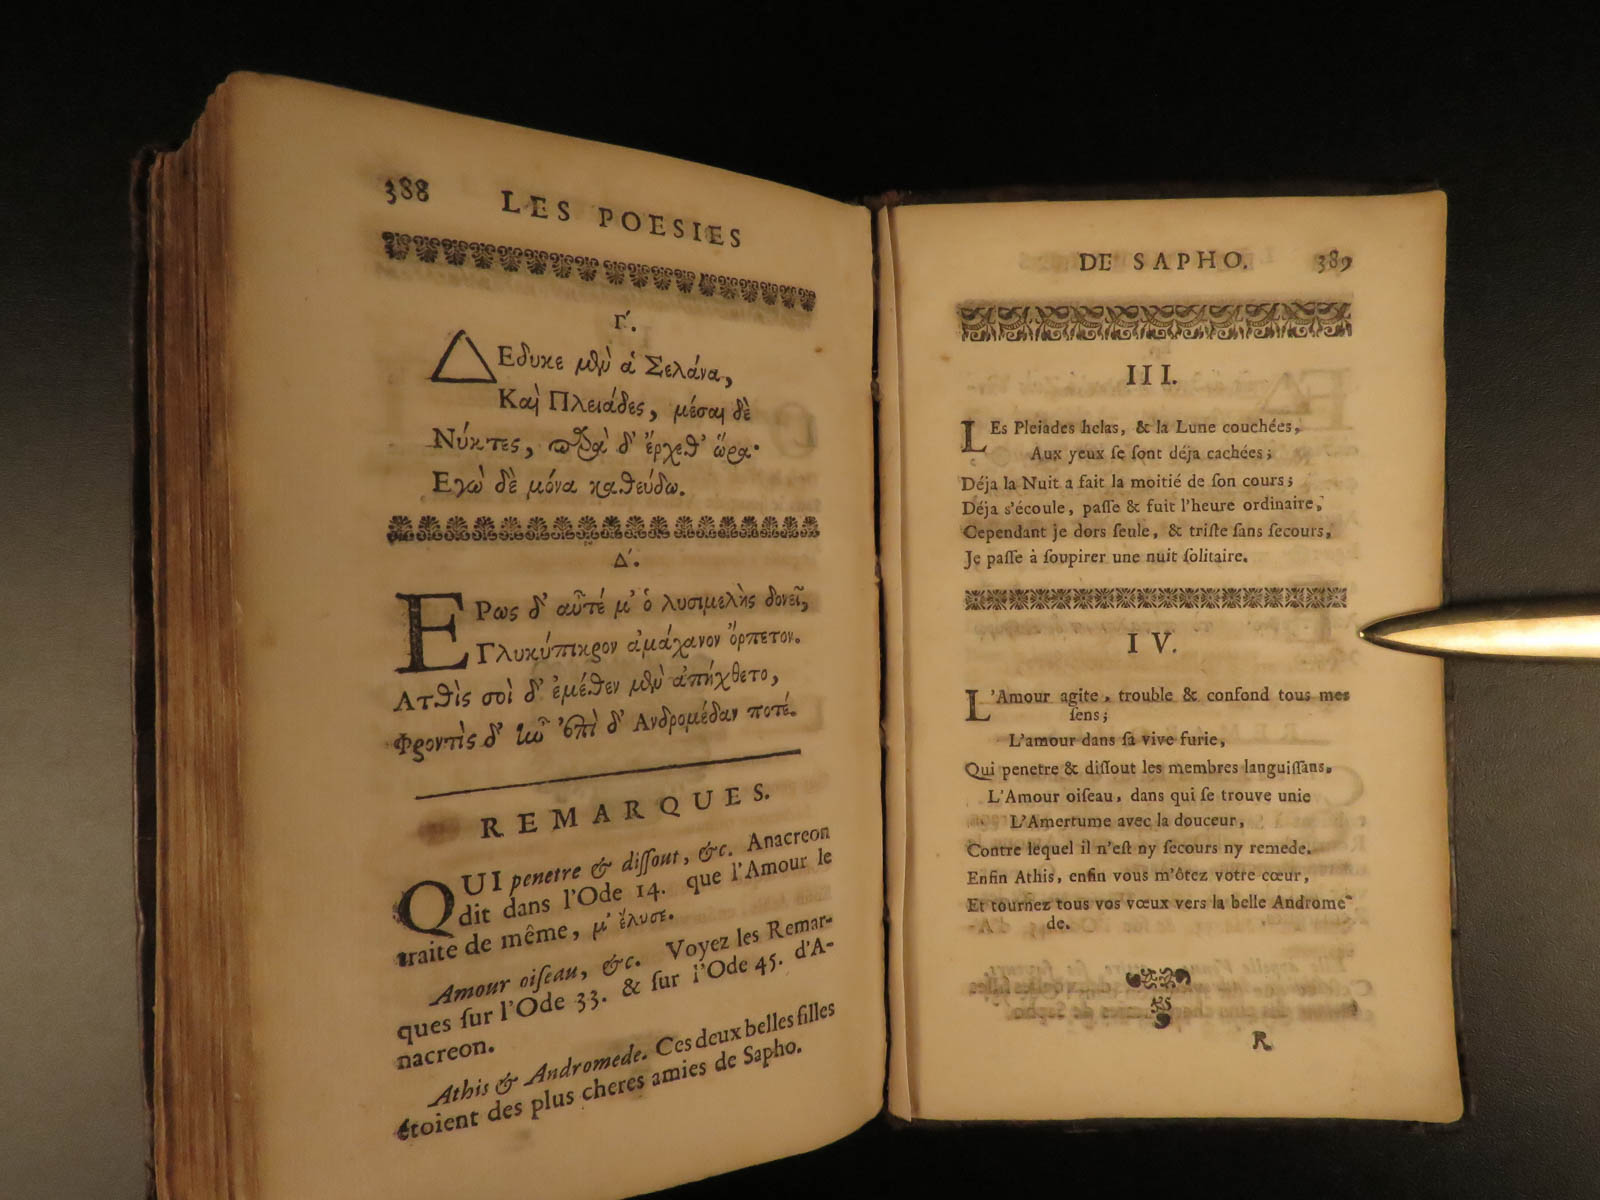 388 LES POESIES
Γ΄.
ΔΕδυκε μὲν ἁ Σελάνα,
Καὶ Πλειάδες, μέσαι δὲ
Νύκτες, παρὰ δ' ἔρχεθ' ὥρα·
Εγὼ δὲ μόνα καθεύδω.
Δ΄.
ΕΡως δ' αὖτέ μ' ὁ λυσιμελὴς δονεῖ,
Γλυκύπικρον ἀμάχανον ὄρπετον.
Ατθὶς σοὶ δ' ἐμέθεν μὲν ἀπήχθετο,
Φροντὶς δ' ἐπὶ δ' Ανδρομέδαν ποτέ.
REMARQUES.
QUI penetre & diſſout, &c. Anacreon
dit dans l'Ode 14. que l'Amour le
traite de même, μ' ἔλυσε.
Amour oiſeau, &c. Voyez les Remar-
ques ſur l'Ode 33. & ſur l'Ode 45. d'A-
nacreon.
Athis & Andromede. Ces deux belles filles
étoient des plus cheres amies de Sapho.
DE SAPHO. 389
III.
LEs Pleiades helas, & la Lune couchées,
Aux yeux ſe ſont déja cachées;
Déja la Nuit a fait la moitié de ſon cours;
Déja s'écoule, paſſe & fuit l'heure ordinaire,
Cependant je dors ſeule, & triſte ſans ſecours,
Je paſſe à ſoupirer une nuit ſolitaire.
IV.
L'Amour agite, trouble & confond tous mes
ſens;
L'amour dans ſa vive furie,
Qui penetre & diſſout les membres languiſſans.
L'Amour oiſeau, dans qui ſe trouve unie
L'Amertume avec la douceur,
Contre lequel il n'eſt ny ſecours ny remede.
Enfin Athis, enfin vous m'ôtez votre cœur,
Et tournez tous vos vœux vers la belle Androme-
de.
R